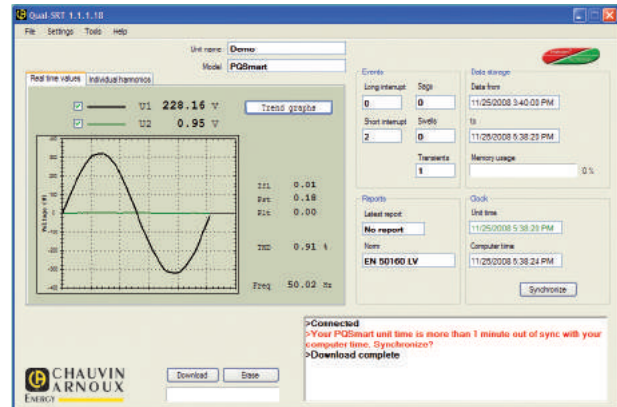 Qual-SRT 1.1.1.18
File Settings Tools Help
Unit name Demo
Model PQSmart
Real time values Individual harmonics
U1 228.16 V
U2 0.95 V
Trend graphs
Voltage (V)
Ifl 0.01
Pst 0.18
Plt 0.00
THD 0.91 %
Freq 50.02 Hz
Events
Long interrupt Sags
0 0
Short interrupt Swells
2 0
Transients
1
Data storage
Data from
11/25/2008 3:40:00 PM
to
11/25/2008 5:38:20 PM
Memory usage
0 %
Reports
Latest report
No report
Norm
EN 50160 LV
Clock
Unit time
11/25/2008 5:38:20 PM
Computer time
11/25/2008 5:38:24 PM
Synchronize
>Connected
>Your PQSmart unit time is more than 1 minute out of sync with your
computer time. Synchronize?
>Download complete
CHAUVIN
ARNOUX
ENERGY
Download Erase